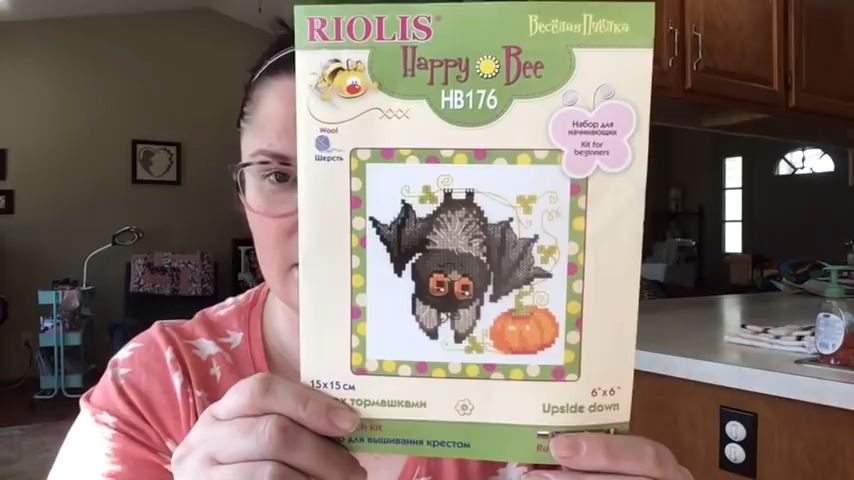 RIOLIS®
Весёлая Пчёлка
Happy Bee
HB176
Набор для
начинающих
Kit for
beginners
Wool
Шерсть
15x15 см
тормашками
6"x6"
Upside down
kit
для вышивания крестом